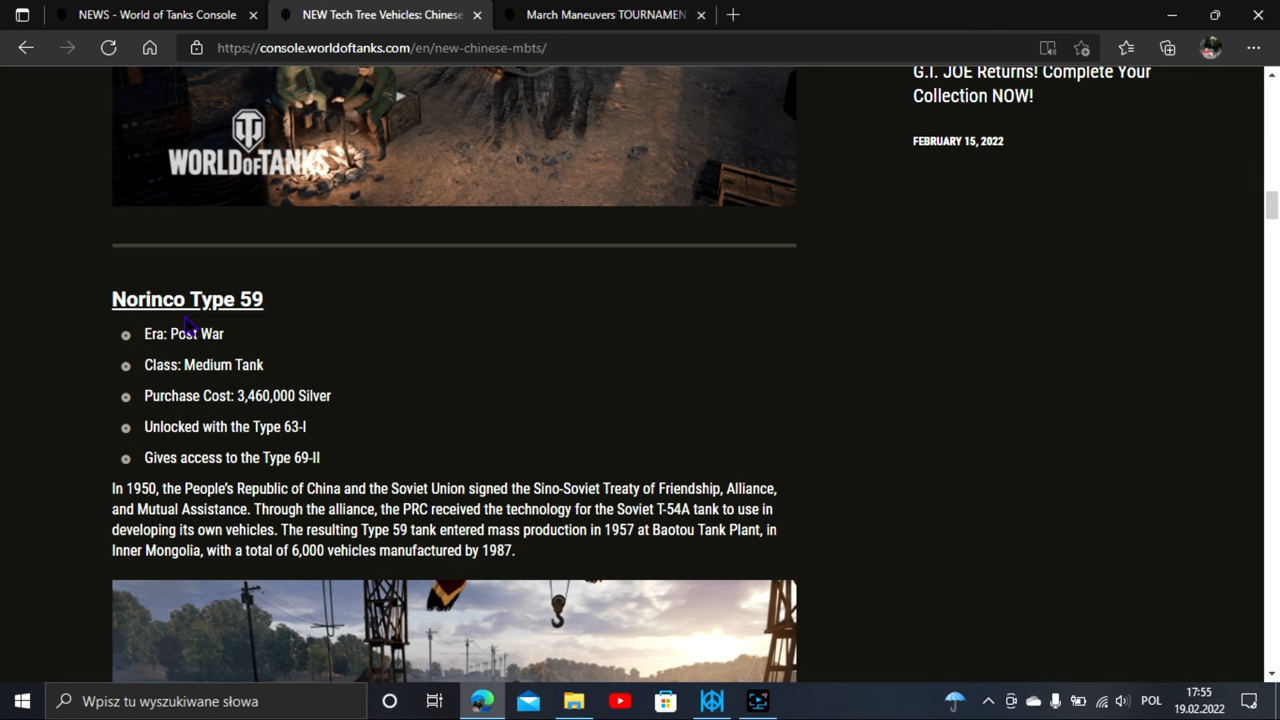 NEWS - World of Tanks Console
NEW Tech Tree Vehicles: Chinese
March Maneuvers TOURNAMEN
https://console.worldoftanks.com/en/new-chinese-mbts/
WORLD OF TANKS
G.I. JOE Returns! Complete Your
Collection NOW!
FEBRUARY 15, 2022
Norinco Type 59
Era: Post War
Class: Medium Tank
Purchase Cost: 3,460,000 Silver
Unlocked with the Type 63-I
Gives access to the Type 69-II
In 1950, the People's Republic of China and the Soviet Union signed the Sino-Soviet Treaty of Friendship, Alliance,
and Mutual Assistance. Through the alliance, the PRC received the technology for the Soviet T-54A tank to use in
developing its own vehicles. The resulting Type 59 tank entered mass production in 1957 at Baotou Tank Plant, in
Inner Mongolia, with a total of 6,000 vehicles manufactured by 1987.
Wpisz tu wyszukiwane słowa
POL
17:55
19.02.2022